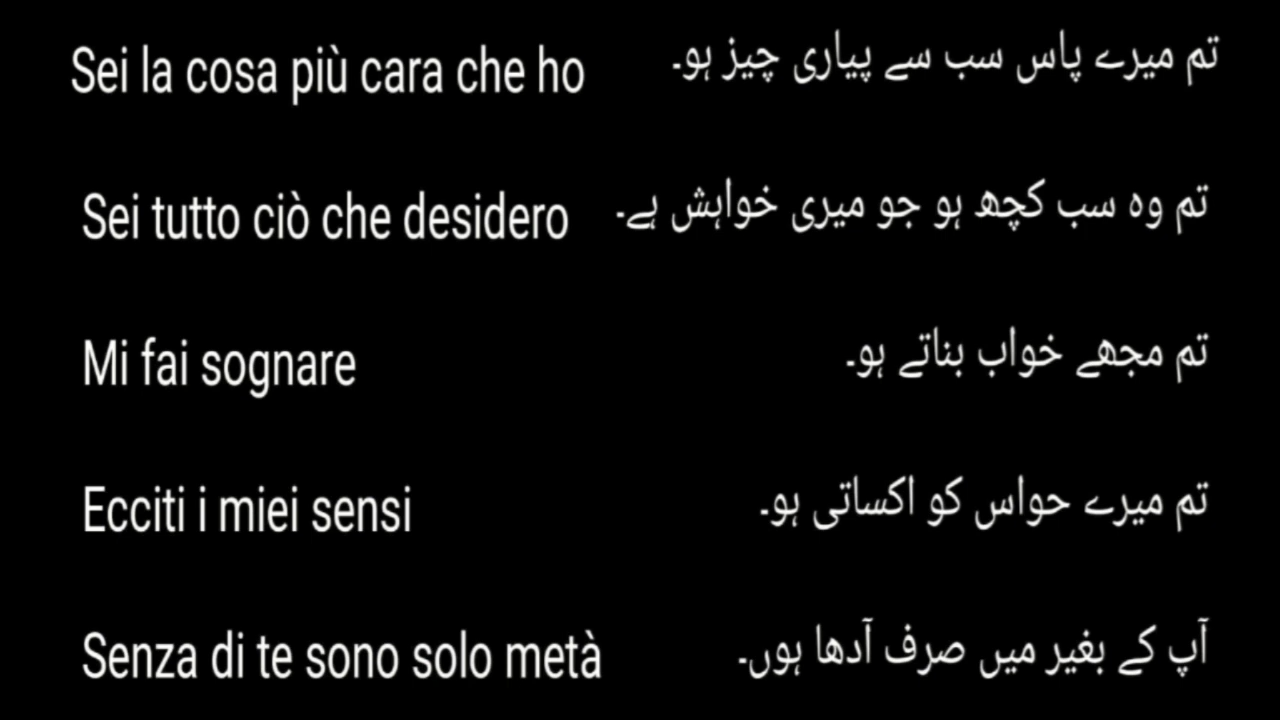 Sei la cosa più cara che ho تم میرے پاس سب سے پیاری چیز ہو۔
Sei tutto ciò che desidero تم وہ سب کچھ ہو جو میری خواہش ہے۔
Mi fai sognare تم مجھے خواب بناتے ہو۔
Ecciti i miei sensi تم میرے حواس کو اکساتی ہو۔
Senza di te sono solo metà آپ کے بغیر میں صرف آدھا ہوں۔